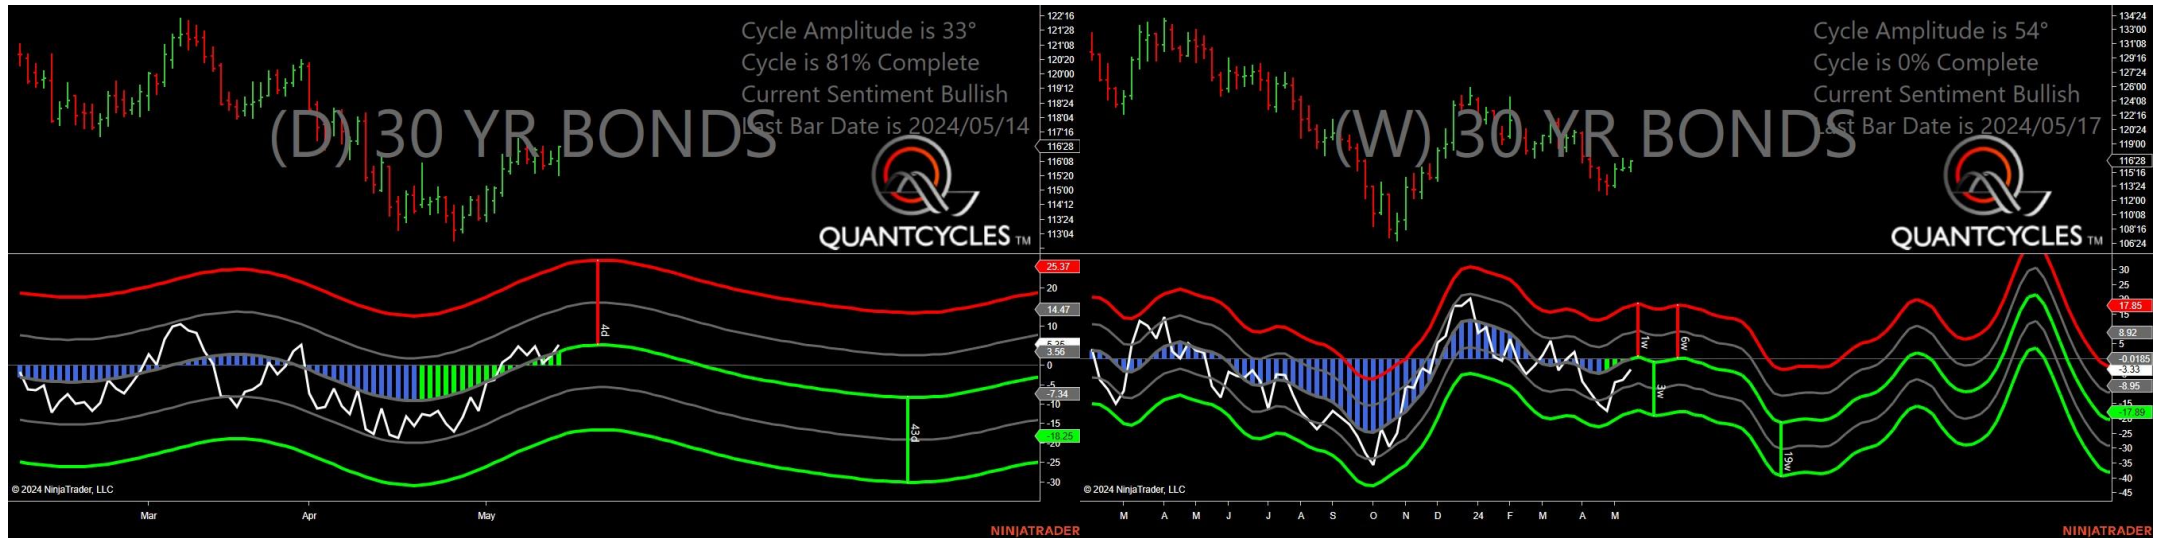 Cycle Amplitude is 33°
Cycle is 81% Complete
Current Sentiment Bullish
Last Bar Date is 2024/05/14
(D) 30 YR BONDS
QUANTCYCLES TM
122'16
121'28
121'08
120'20
120'00
119'12
118'24
118'04
117'16
116'28
116'08
115'20
115'00
114'12
113'24
113'04
25.37
20
14.47
10
3.56
0
-5
-7.34
-10
-15
-18.25
-25
-30
4d
43d
© 2024 NinjaTrader, LLC
Mar
Apr
May
NINJATRADER
Cycle Amplitude is 54°
Cycle is 0% Complete
Current Sentiment Bullish
Last Bar Date is 2024/05/17
(W) 30 YR BONDS
QUANTCYCLES TM
134'24
133'00
131'08
129'16
127'24
126'00
124'08
122'16
120'24
119'00
116'28
115'16
113'24
112'00
110'08
108'16
106'24
30
25
17.85
15
8.92
5
-0.0185
-3.33
-8.95
-15
-17.89
-25
-30
-35
-40
-45
1w
6w
3w
19w
© 2024 NinjaTrader, LLC
M A M J J A S O N D 24 F M A M
NINJATRADER